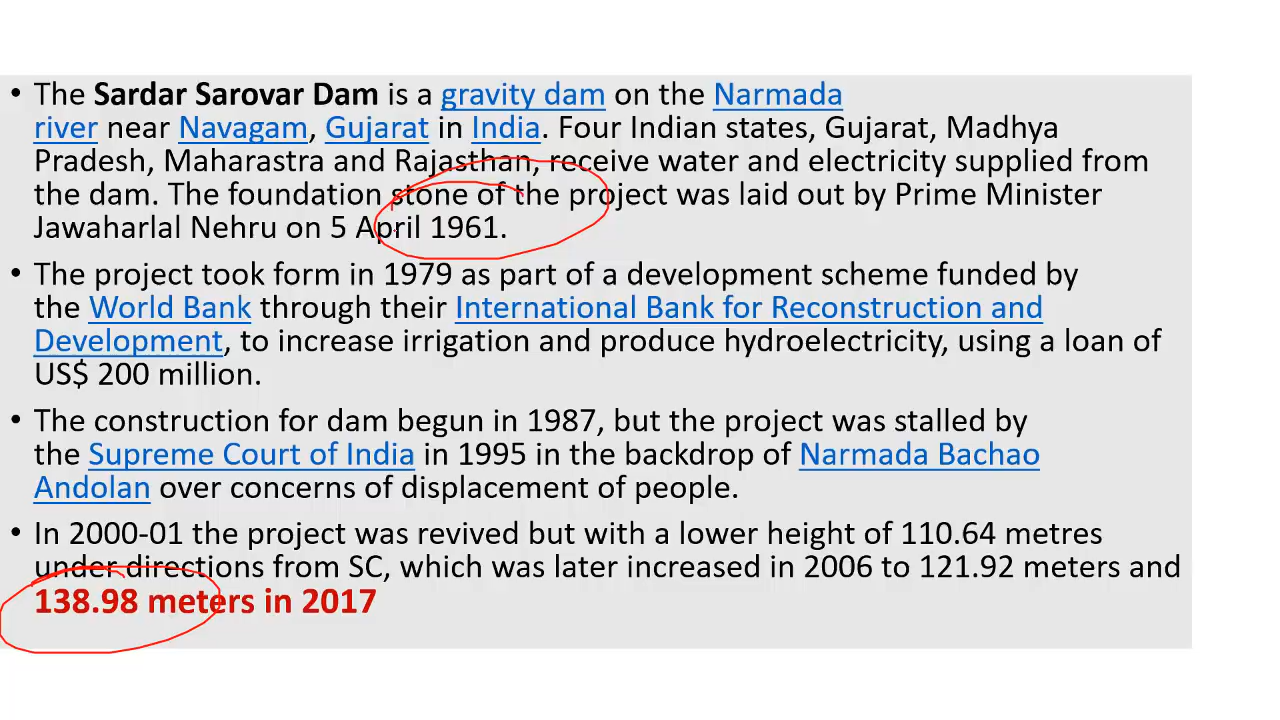 • The Sardar Sarovar Dam is a gravity dam on the Narmada
river near Navagam, Gujarat in India. Four Indian states, Gujarat, Madhya
Pradesh, Maharastra and Rajasthan, receive water and electricity supplied from
the dam. The foundation stone of the project was laid out by Prime Minister
Jawaharlal Nehru on 5 April 1961.
• The project took form in 1979 as part of a development scheme funded by
the World Bank through their International Bank for Reconstruction and
Development, to increase irrigation and produce hydroelectricity, using a loan of
US$ 200 million.
• The construction for dam begun in 1987, but the project was stalled by
the Supreme Court of India in 1995 in the backdrop of Narmada Bachao
Andolan over concerns of displacement of people.
• In 2000-01 the project was revived but with a lower height of 110.64 metres
under directions from SC, which was later increased in 2006 to 121.92 meters and
138.98 meters in 2017